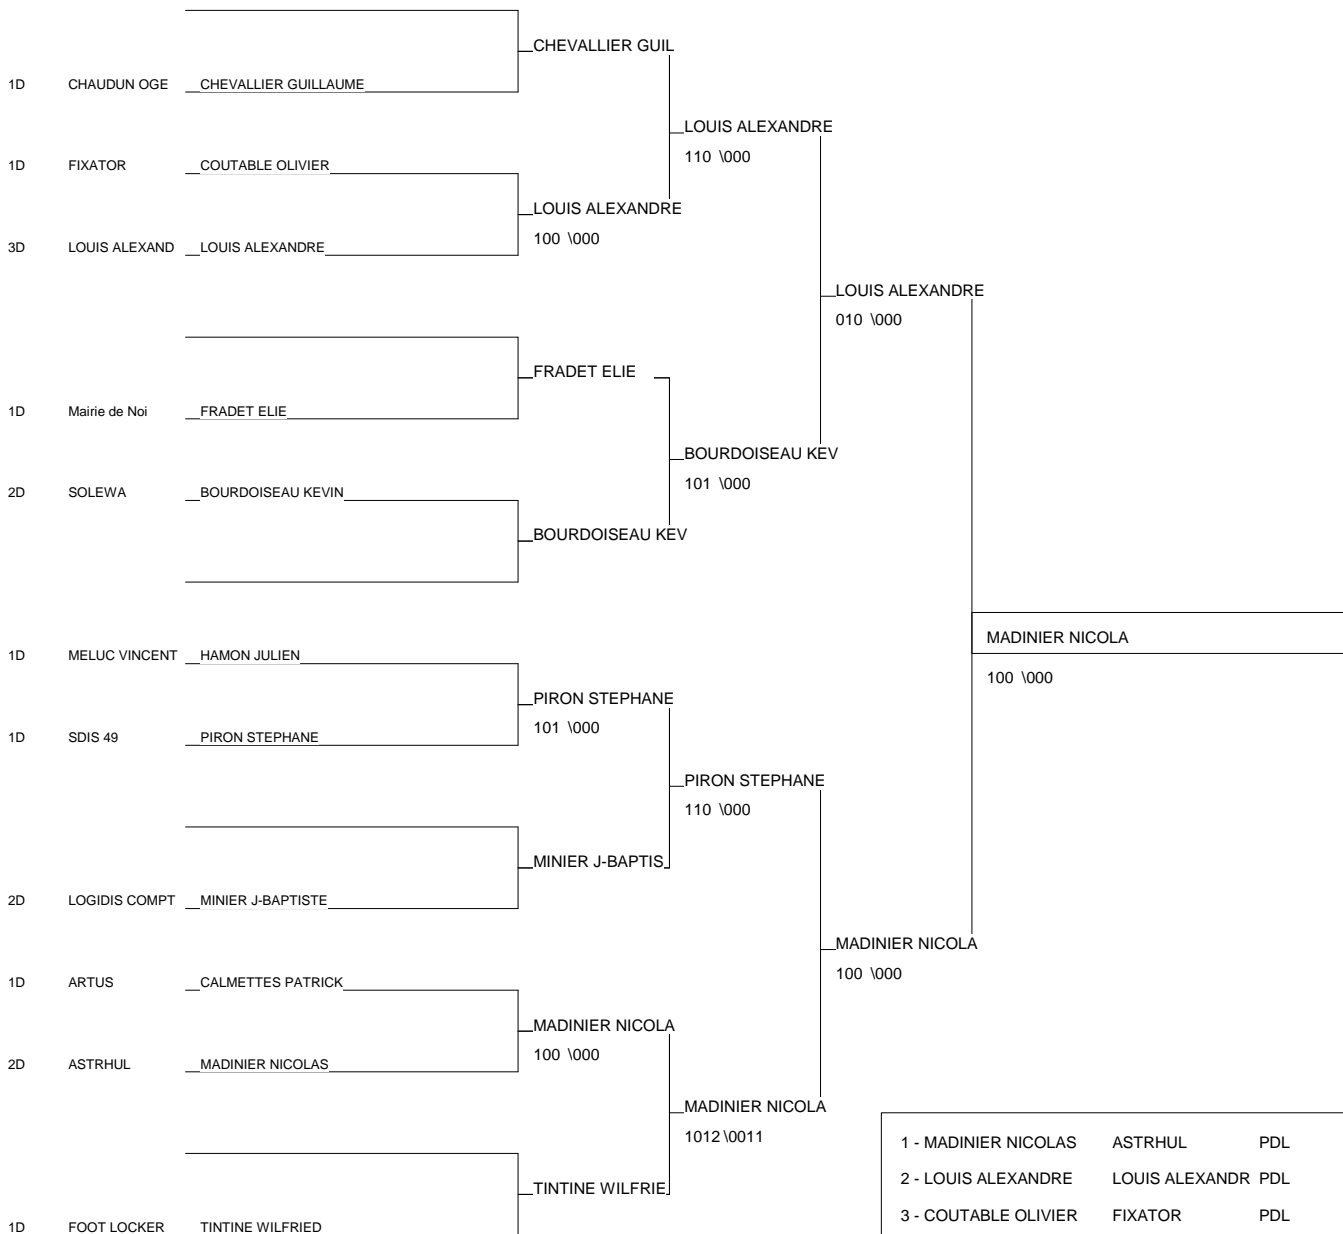 CHEVALLIER GUIL
1D CHAUDUN OGE CHEVALLIER GUILLAUME
LOUIS ALEXANDRE
110 \000
1D FIXATOR COUTABLE OLIVIER
LOUIS ALEXANDRE
100 \000
3D LOUIS ALEXAND LOUIS ALEXANDRE
LOUIS ALEXANDRE
010 \000
FRADET ELIE
1D Mairie de Noi FRADET ELIE
BOURDOISEAU KEV
101 \000
2D SOLEWA BOURDOISEAU KEVIN
BOURDOISEAU KEV
MADINIER NICOLA
100 \000
1D MELUC VINCENT HAMON JULIEN
PIRON STEPHANE
101 \000
1D SDIS 49 PIRON STEPHANE
PIRON STEPHANE
110 \000
MINIER J-BAPTIS
2D LOGIDIS COMPT MINIER J-BAPTISTE
MADINIER NICOLA
100 \000
1D ARTUS CALMETTES PATRICK
MADINIER NICOLA
100 \000
2D ASTRHUL MADINIER NICOLAS
MADINIER NICOLA
1012 \0011
TINTINE WILFRIE
1D FOOT LOCKER TINTINE WILFRIED
1 - MADINIER NICOLAS ASTRHUL PDL
2 - LOUIS ALEXANDRE LOUIS ALEXANDR PDL
3 - COUTABLE OLIVIER FIXATOR PDL